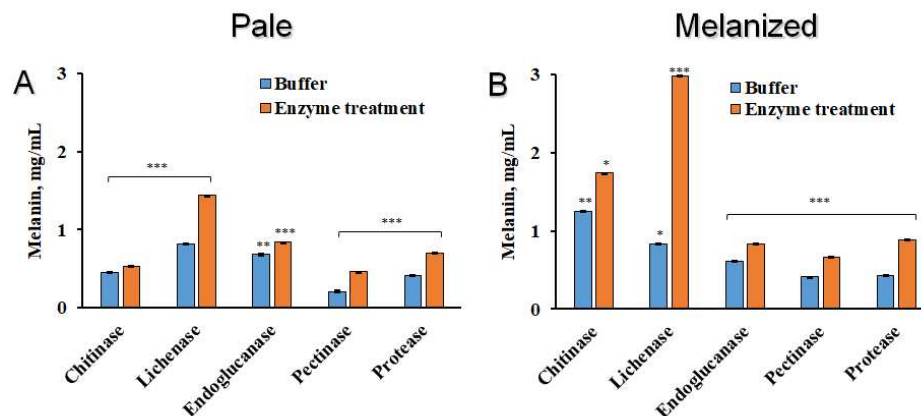 Pale
A
Melanin, mg/mL
3
2
1
0
Buffer
Enzyme treatment
***
**
***
***
Chitinase
Lichenase
Endoglucanase
Pectinase
Protease
Melanized
B
Melanin, mg/mL
3
2
1
0
Buffer
Enzyme treatment
**
*
*
***
***
Chitinase
Lichenase
Endoglucanase
Pectinase
Protease